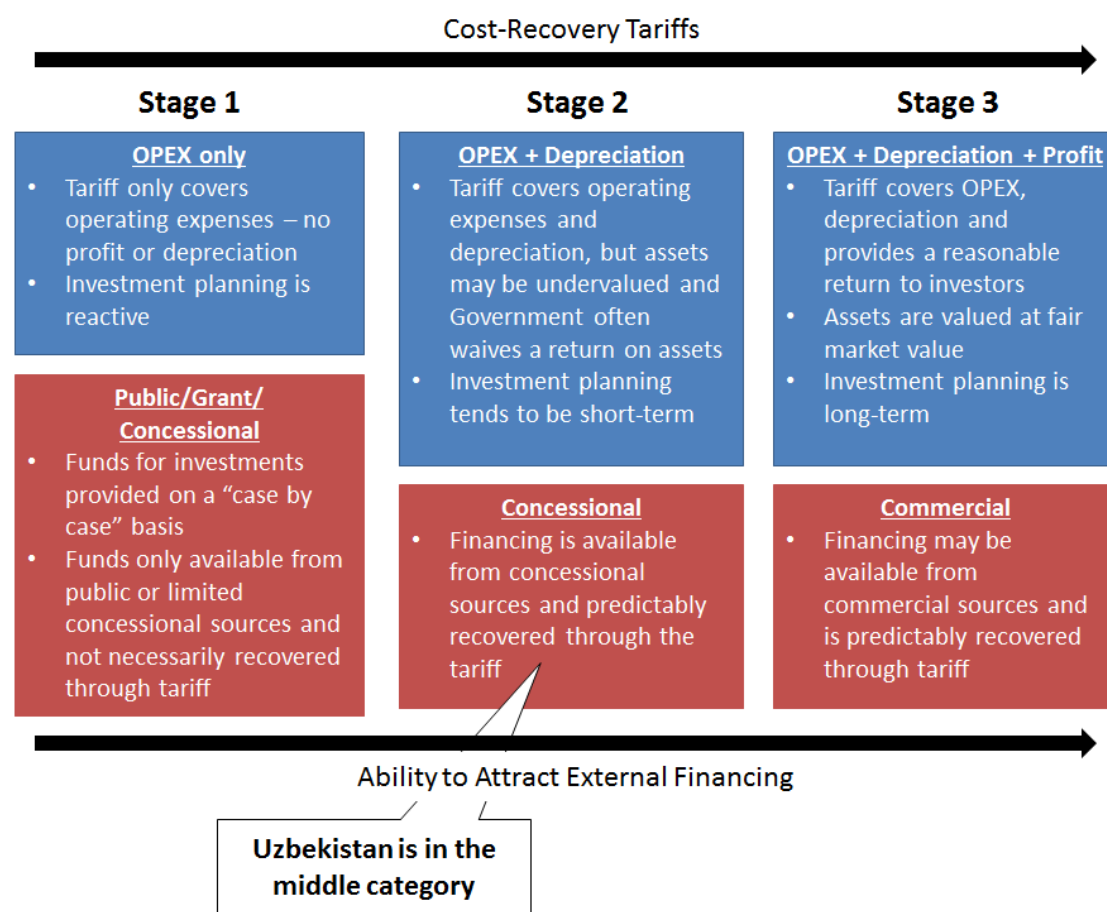 Cost-Recovery Tariffs
Stage 1
OPEX only
• Tariff only covers
operating expenses – no
profit or depreciation
• Investment planning is
reactive
Public/Grant/
Concessional
• Funds for investments
provided on a “case by
case” basis
• Funds only available from
public or limited
concessional sources and
not necessarily recovered
through tariff
Stage 2
OPEX + Depreciation
• Tariff covers operating
expenses and
depreciation, but assets
may be undervalued and
Government often
waives a return on assets
• Investment planning
tends to be short-term
Concessional
• Financing is available
from concessional
sources and predictably
recovered through the
tariff
Stage 3
OPEX + Depreciation + Profit
• Tariff covers OPEX,
depreciation and
provides a reasonable
return to investors
• Assets are valued at fair
market value
• Investment planning is
long-term
Commercial
• Financing may be
available from
commercial sources and
is predictably recovered
through tariff
Ability to Attract External Financing
Uzbekistan is in the
middle category